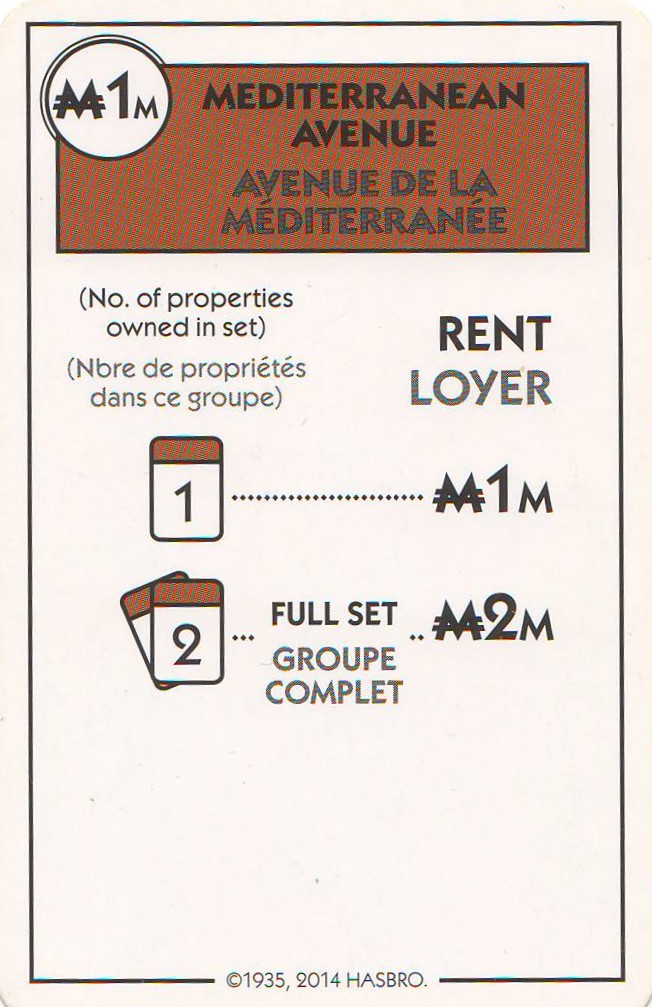 ₩1M
MEDITERRANEAN
AVENUE
AVENUE DE LA
MÉDITERRANÉE
(No. of properties
owned in set)
(Nbre de propriétés
dans ce groupe)
RENT
LOYER
1 ........................... ₩1M
2 ... FULL SET .. ₩2M
GROUPE
COMPLET
©1935, 2014 HASBRO.